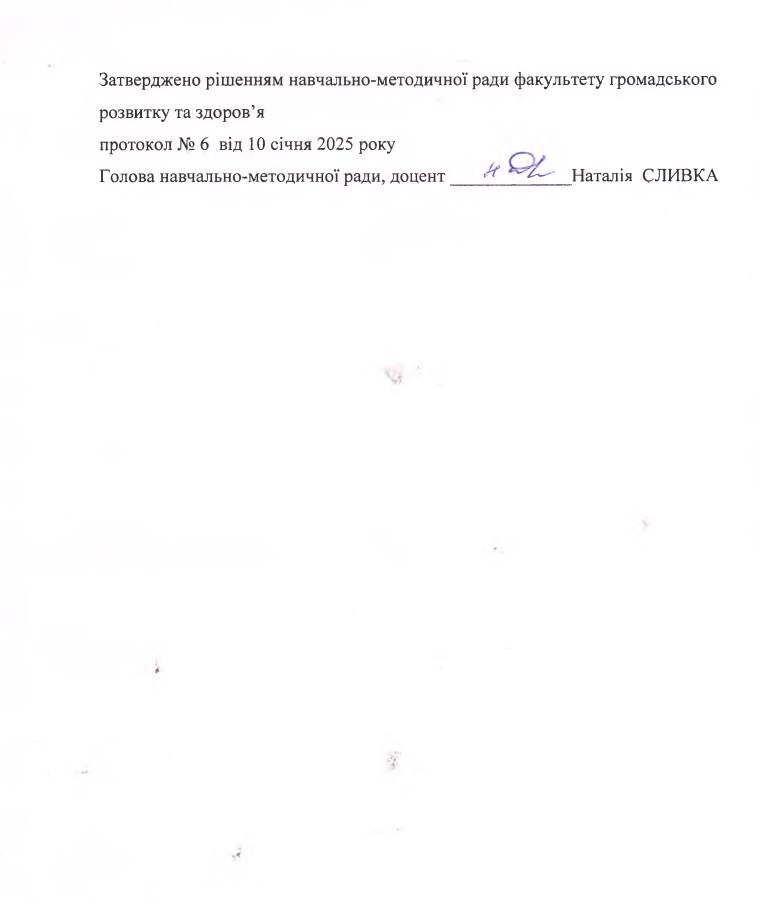 Затверджено рішенням навчально-методичної ради факультету громадського
розвитку та здоров’я
протокол № 6 від 10 січня 2025 року
Голова навчально-методичної ради, доцент ______________Наталія СЛИВКА